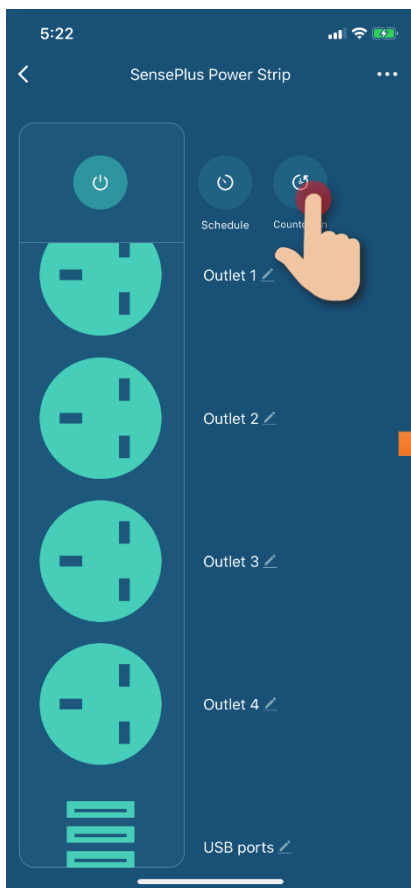 5:22
SensePlus Power Strip
Schedule
Outlet 1
Outlet 2
Outlet 3
Outlet 4
USB ports